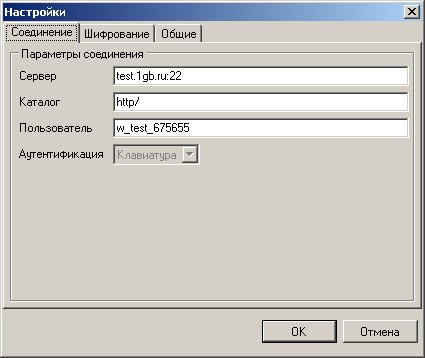 Настройки
Соединение Шифрование Общие
Параметры соединения
Сервер test.1gb.ru:22
Каталог http/
Пользователь w_test_675655
Аутентификация Клавиатура
OK Отмена